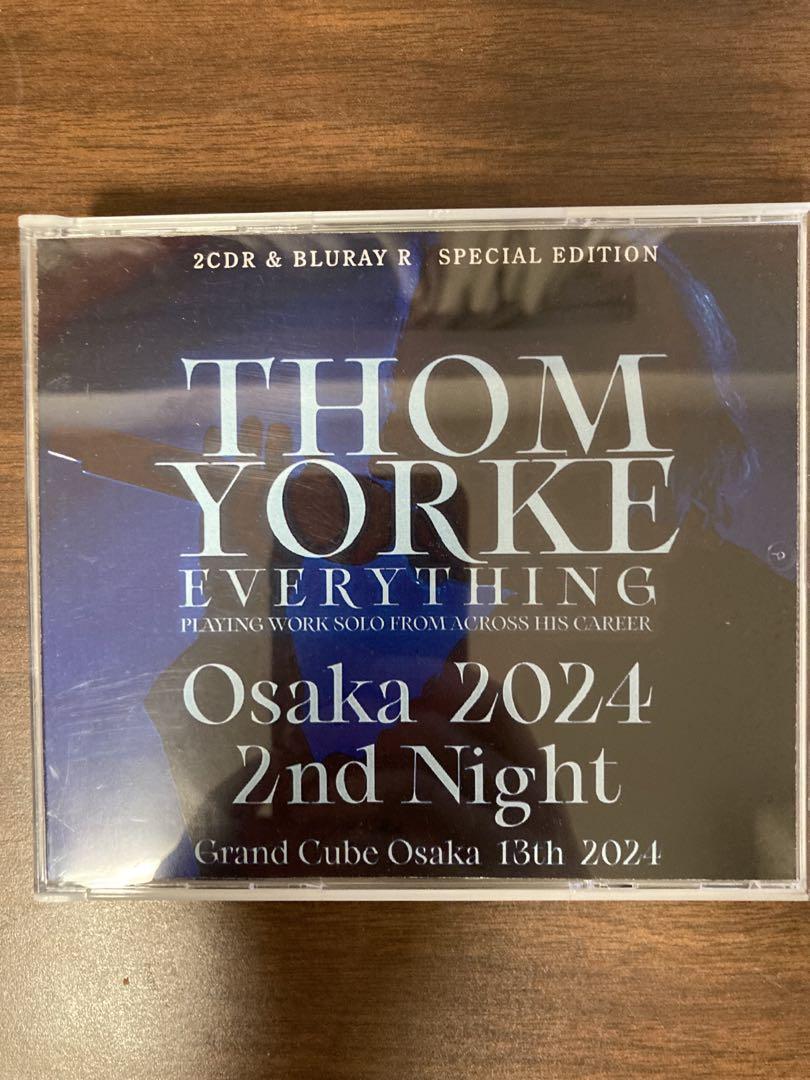 2CDR & BLURAY R SPECIAL EDITION
THOM
YORKE
EVERYTHING
PLAYING WORK SOLO FROM ACROSS HIS CAREER
Osaka 2024
2nd Night
Grand Cube Osaka 13th 2024